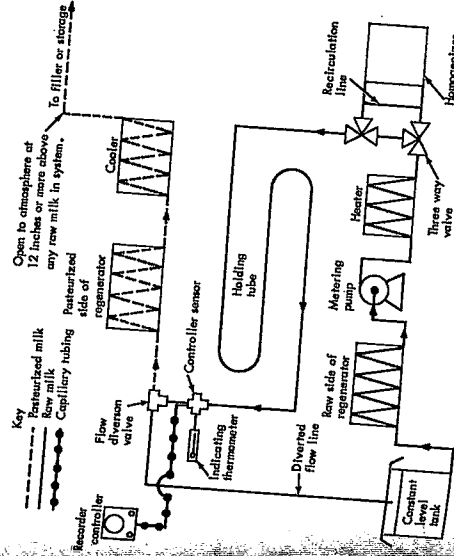 Key
Pasteurized milk
Raw milk
Capillary tubing
Open to atmosphere at
12 inches or more above
any raw milk in system.
To filler or storage
Recorder
controller
Flow
diverson
valve
Pasteurized
side of
regenerator
Cooler
Controller sensor
Indicating
thermometer
Holding
tube
Recirculation
line
Diverted
flow line
Constant
level
tank
Raw side of
regenerator
Metering
pump
Heater
Three way
valve